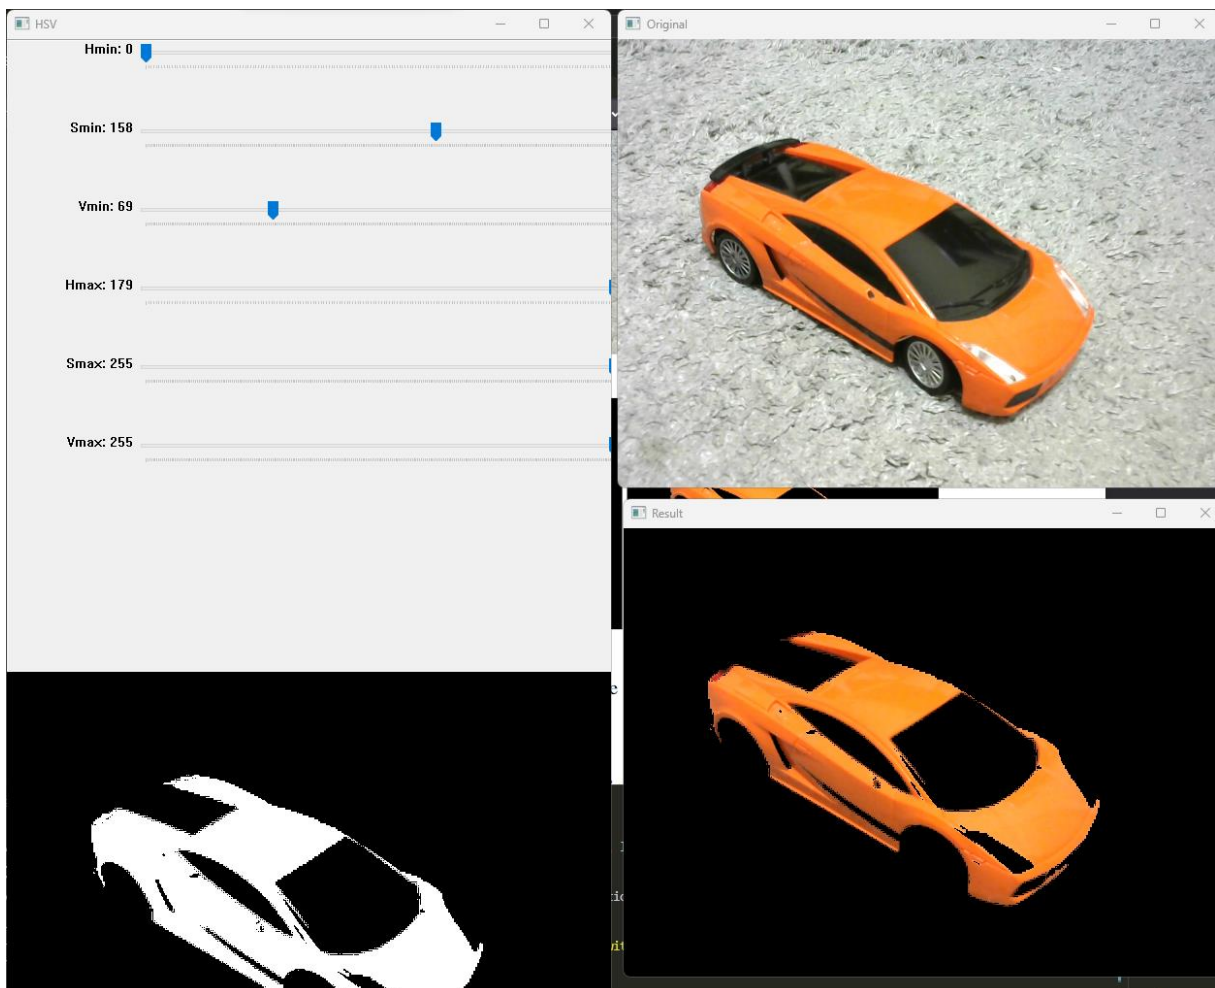 HSV
Hmin: 0
Smin: 158
Vmin: 69
Hmax: 179
Smax: 255
Vmax: 255
Original
Result